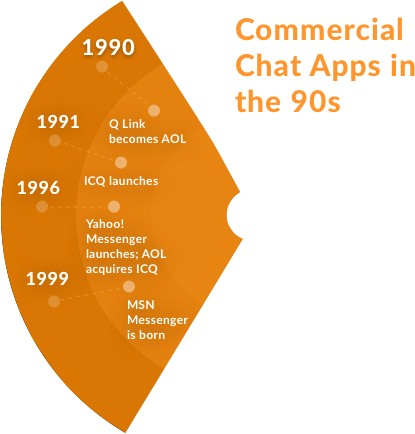 Commercial
Chat Apps in
the 90s
1990
Q Link
becomes AOL
1991
ICQ launches
1996
Yahoo!
Messenger
launches; AOL
acquires ICQ
1999
MSN
Messenger
is born